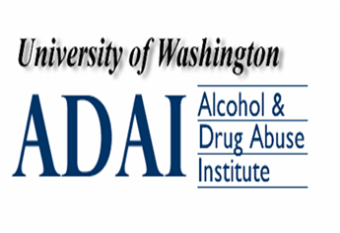 University of Washington
ADAI
Alcohol &
Drug Abuse
Institute